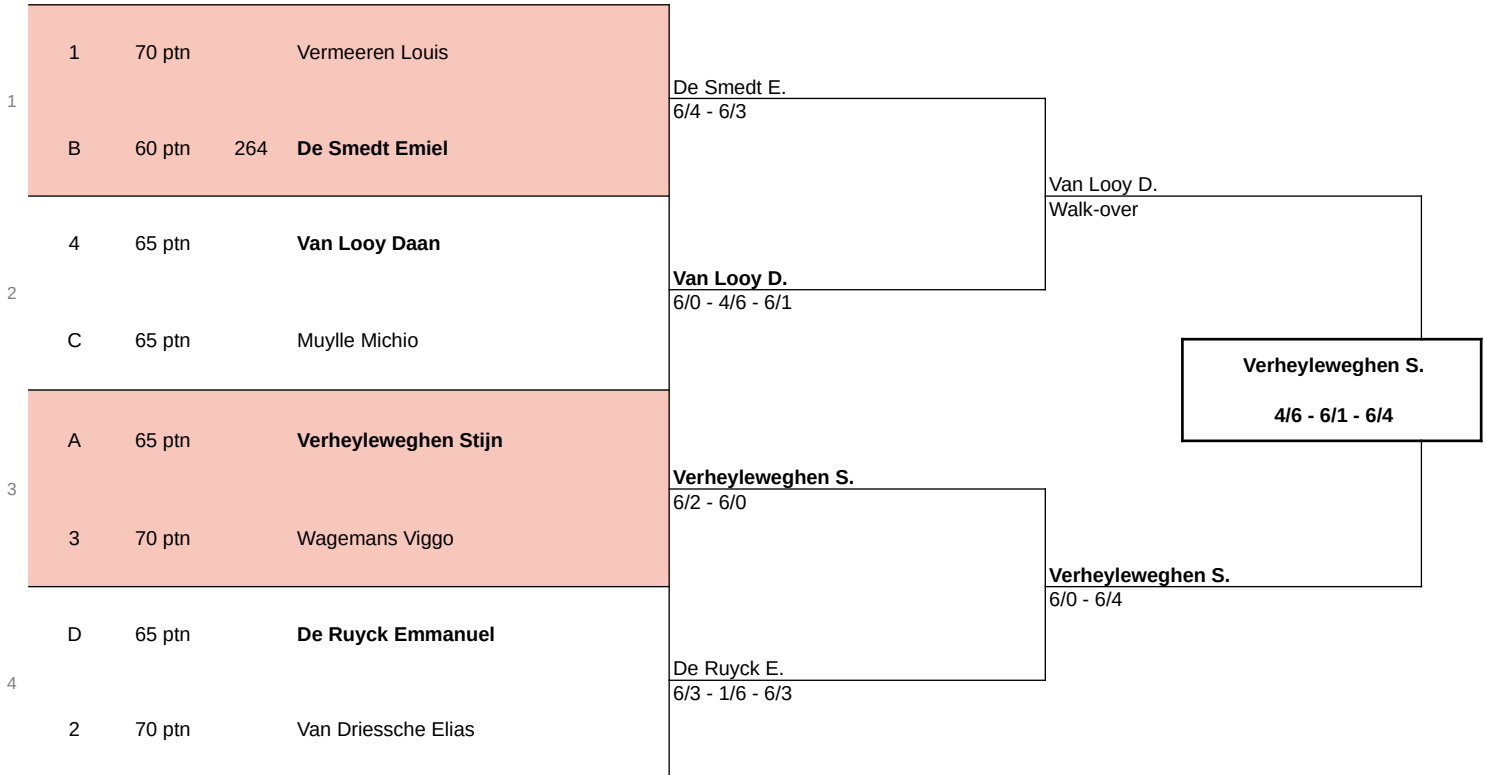 1 70 ptn Vermeeren Louis
De Smedt E.
1
6/4 - 6/3
B 60 ptn 264 De Smedt Emiel
Van Looy D.
Walk-over
4 65 ptn Van Looy Daan
Van Looy D.
2
6/0 - 4/6 - 6/1
C 65 ptn Muylle Michio
Verheyleweghen S.
4/6 - 6/1 - 6/4
A 65 ptn Verheyleweghen Stijn
Verheyleweghen S.
3
6/2 - 6/0
3 70 ptn Wagemans Viggo
Verheyleweghen S.
6/0 - 6/4
D 65 ptn De Ruyck Emmanuel
De Ruyck E.
4
6/3 - 1/6 - 6/3
2 70 ptn Van Driessche Elias